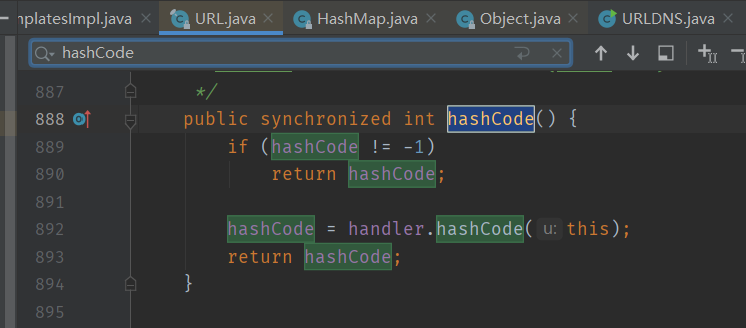 mplatesImpl.java URL.java HashMap.java Object.java URLDNS.java
hashCode
887 */
888 public synchronized int hashCode() {
889 if (hashCode != -1)
890 return hashCode;
891
892 hashCode = handler.hashCode( u: this);
893 return hashCode;
894 }
895